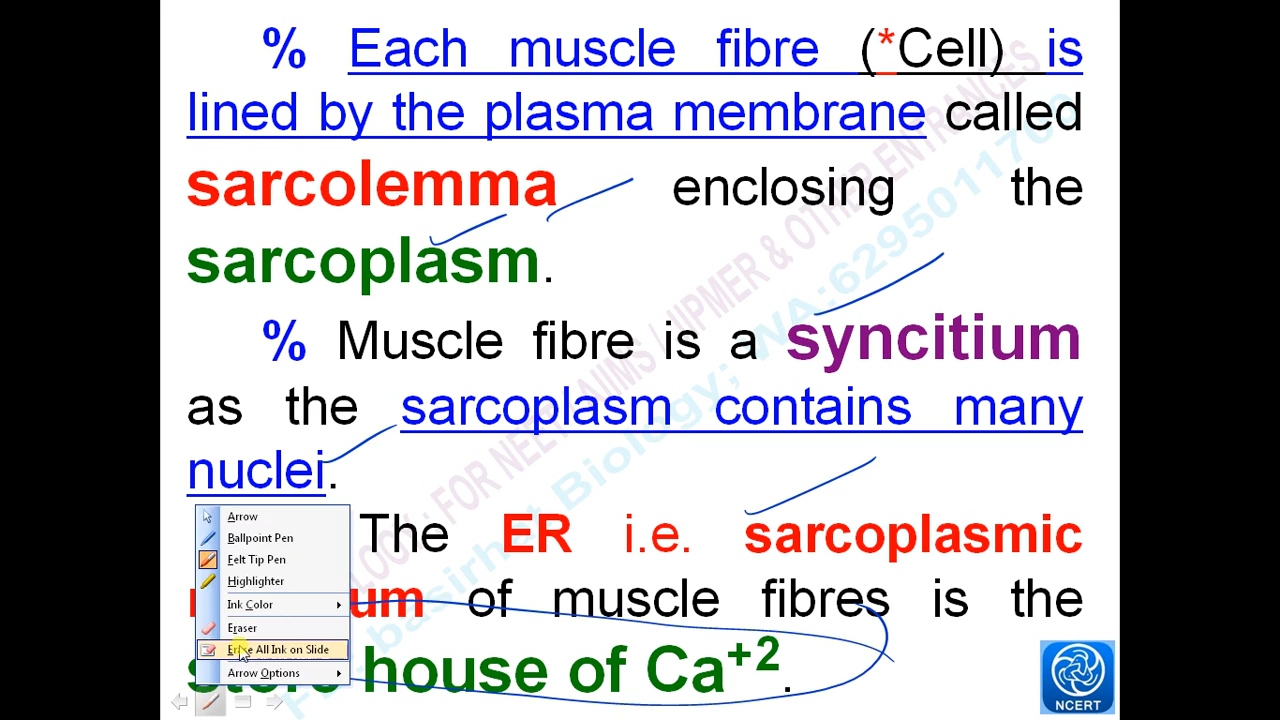 % Each muscle fibre (*Cell) is
lined by the plasma membrane called
sarcolemma enclosing the
sarcoplasm.
% Muscle fibre is a syncitium
as the sarcoplasm contains many
nuclei.
The ER i.e. sarcoplasmic
um of muscle fibres is the
house of Ca+2.
Arrow
Ballpoint Pen
Felt Tip Pen
Highlighter
Ink Color
Eraser
Erase All Ink on Slide
Arrow Options
NCERT